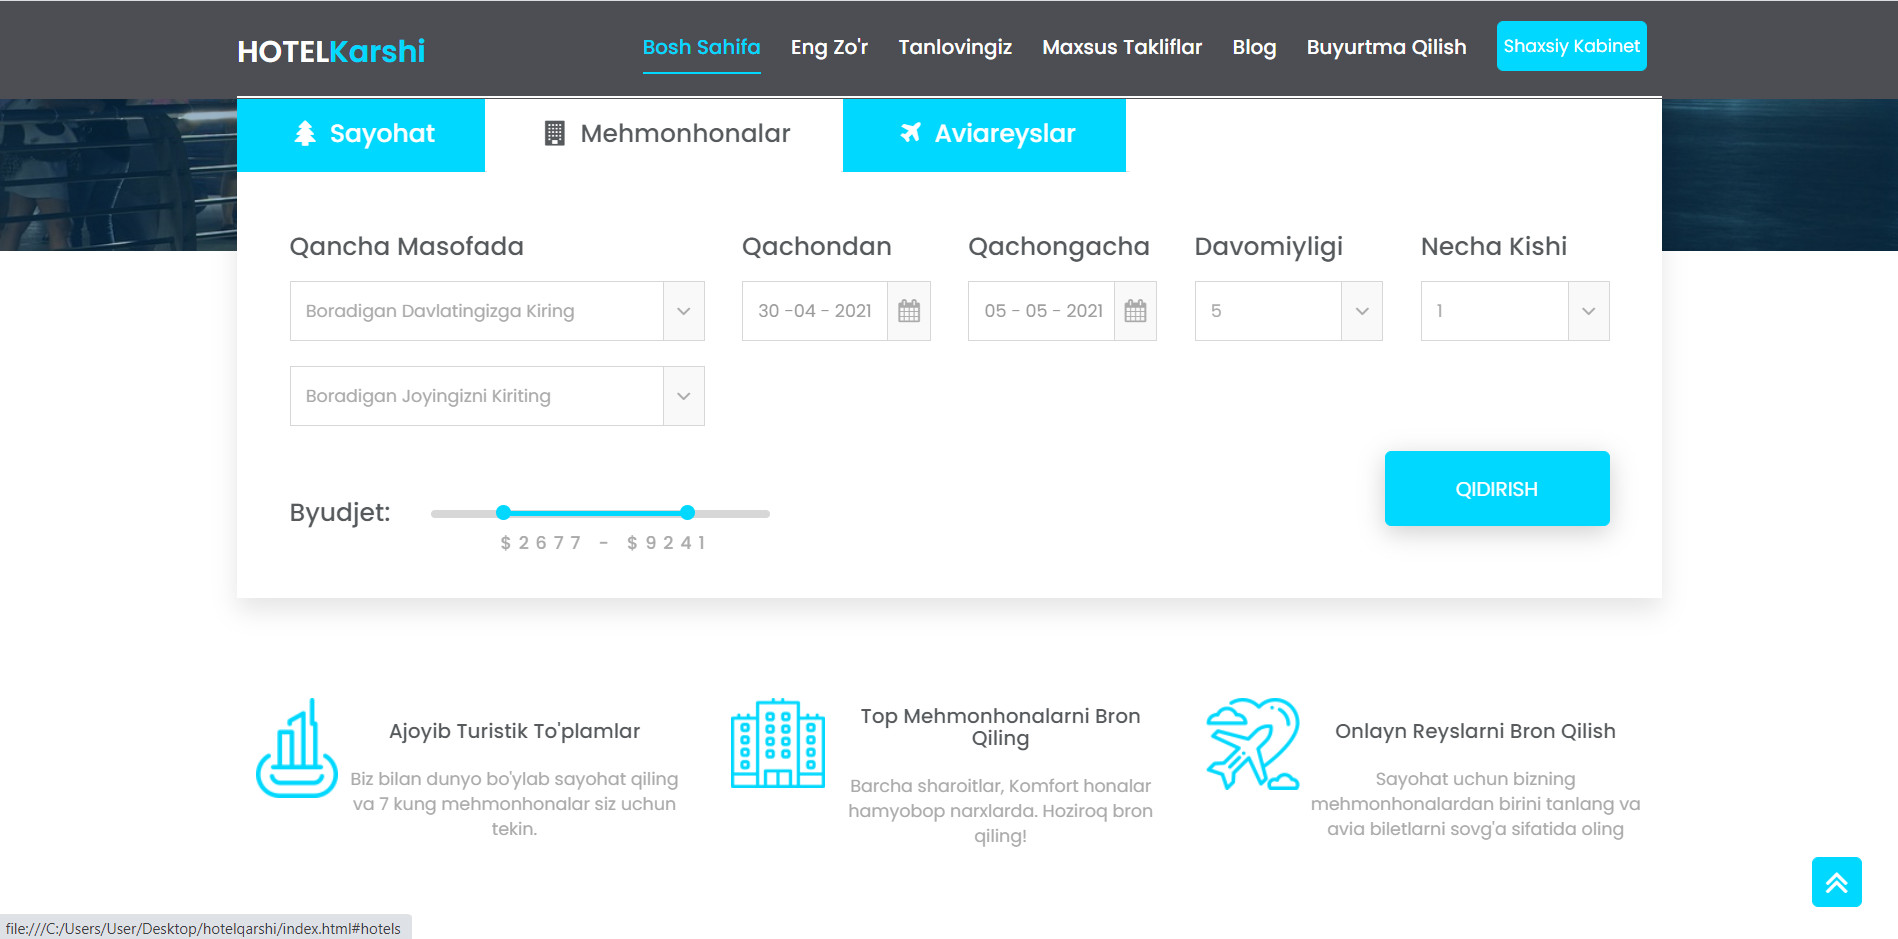 HOTELKarshi
Bosh Sahifa
Eng Zo'r
Tanlovingiz
Maxsus Takliflar
Blog
Buyurtma Qilish
Shaxsiy Kabinet
Sayohat
Mehmonhonalar
Aviareyslar
Qancha Masofada
Qachondan
Qachongacha
Davomiyligi
Necha Kishi
Boradigan Davlatingizga Kiring
30 -04 - 2021
05 - 05 - 2021
5
1
Boradigan Joyingizni Kiriting
QIDIRISH
Byudjet:
$2677 - $9241
Ajoyib Turistik To'plamlar
Biz bilan dunyo bo'ylab sayohat qiling
va 7 kung mehmonhonalar siz uchun
tekin.
Top Mehmonhonalarni Bron
Qiling
Barcha sharoitlar, Komfort honalar
hamyobop narxlarda. Hoziroq bron
qiling!
Onlayn Reyslarni Bron Qilish
Sayohat uchun bizning
mehmonhonalardan birini tanlang va
avia biletlarni sovg'a sifatida oling
file:///C:/Users/User/Desktop/hotelqarshi/index.html#hotels